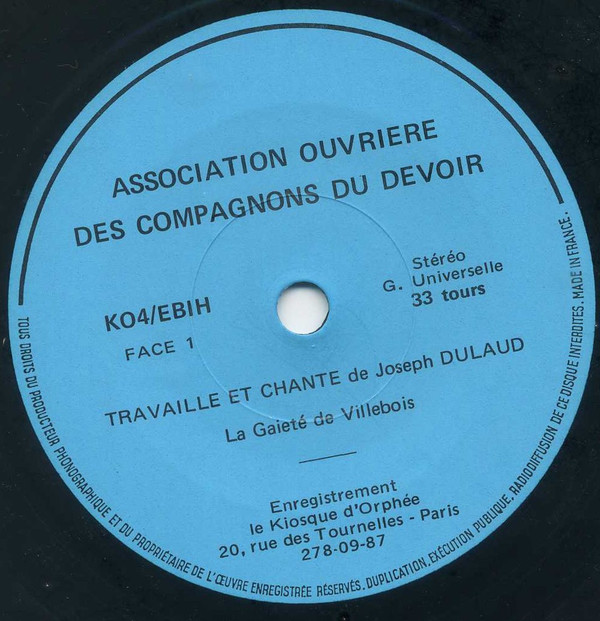 ASSOCIATION OUVRIERE
DES COMPAGNONS DU DEVOIR
KO4/EBIH
FACE 1
Stéréo
G. Universelle
33 tours
TRAVAILLE ET CHANTE de Joseph DULAUD
La Gaieté de Villebois
Enregistrement
le Kiosque d'Orphée
20, rue des Tournelles - Paris
278-09-87
TOUS DROITS DU PRODUCTEUR PHONOGRAPHIQUE ET DU PROPRIÉTAIRE DE L'ŒUVRE ENREGISTRÉE RÉSERVÉS. DUPLICATION, EXÉCUTION PUBLIQUE, RADIODIFFUSION DE CE DISQUE INTERDITES. MADE IN FRANCE.